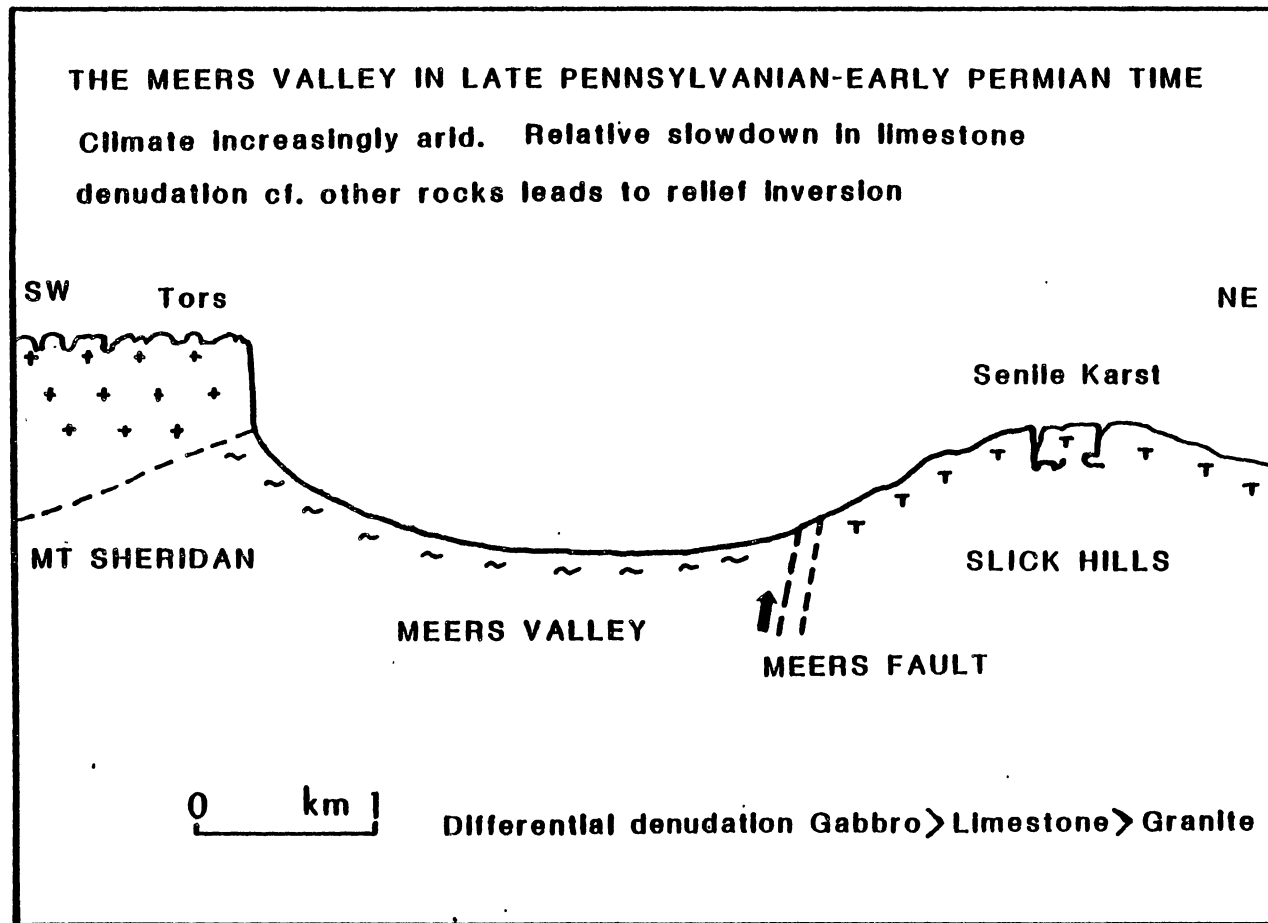 THE MEERS VALLEY IN LATE PENNSYLVANIAN-EARLY PERMIAN TIME
Climate increasingly arid. Relative slowdown in limestone
denudation cf. other rocks leads to relief inversion
SW Tors NE
Senile Karst
MT SHERIDAN SLICK HILLS
MEERS VALLEY
MEERS FAULT
0 km 1
Differential denudation Gabbro>Limestone>Granite